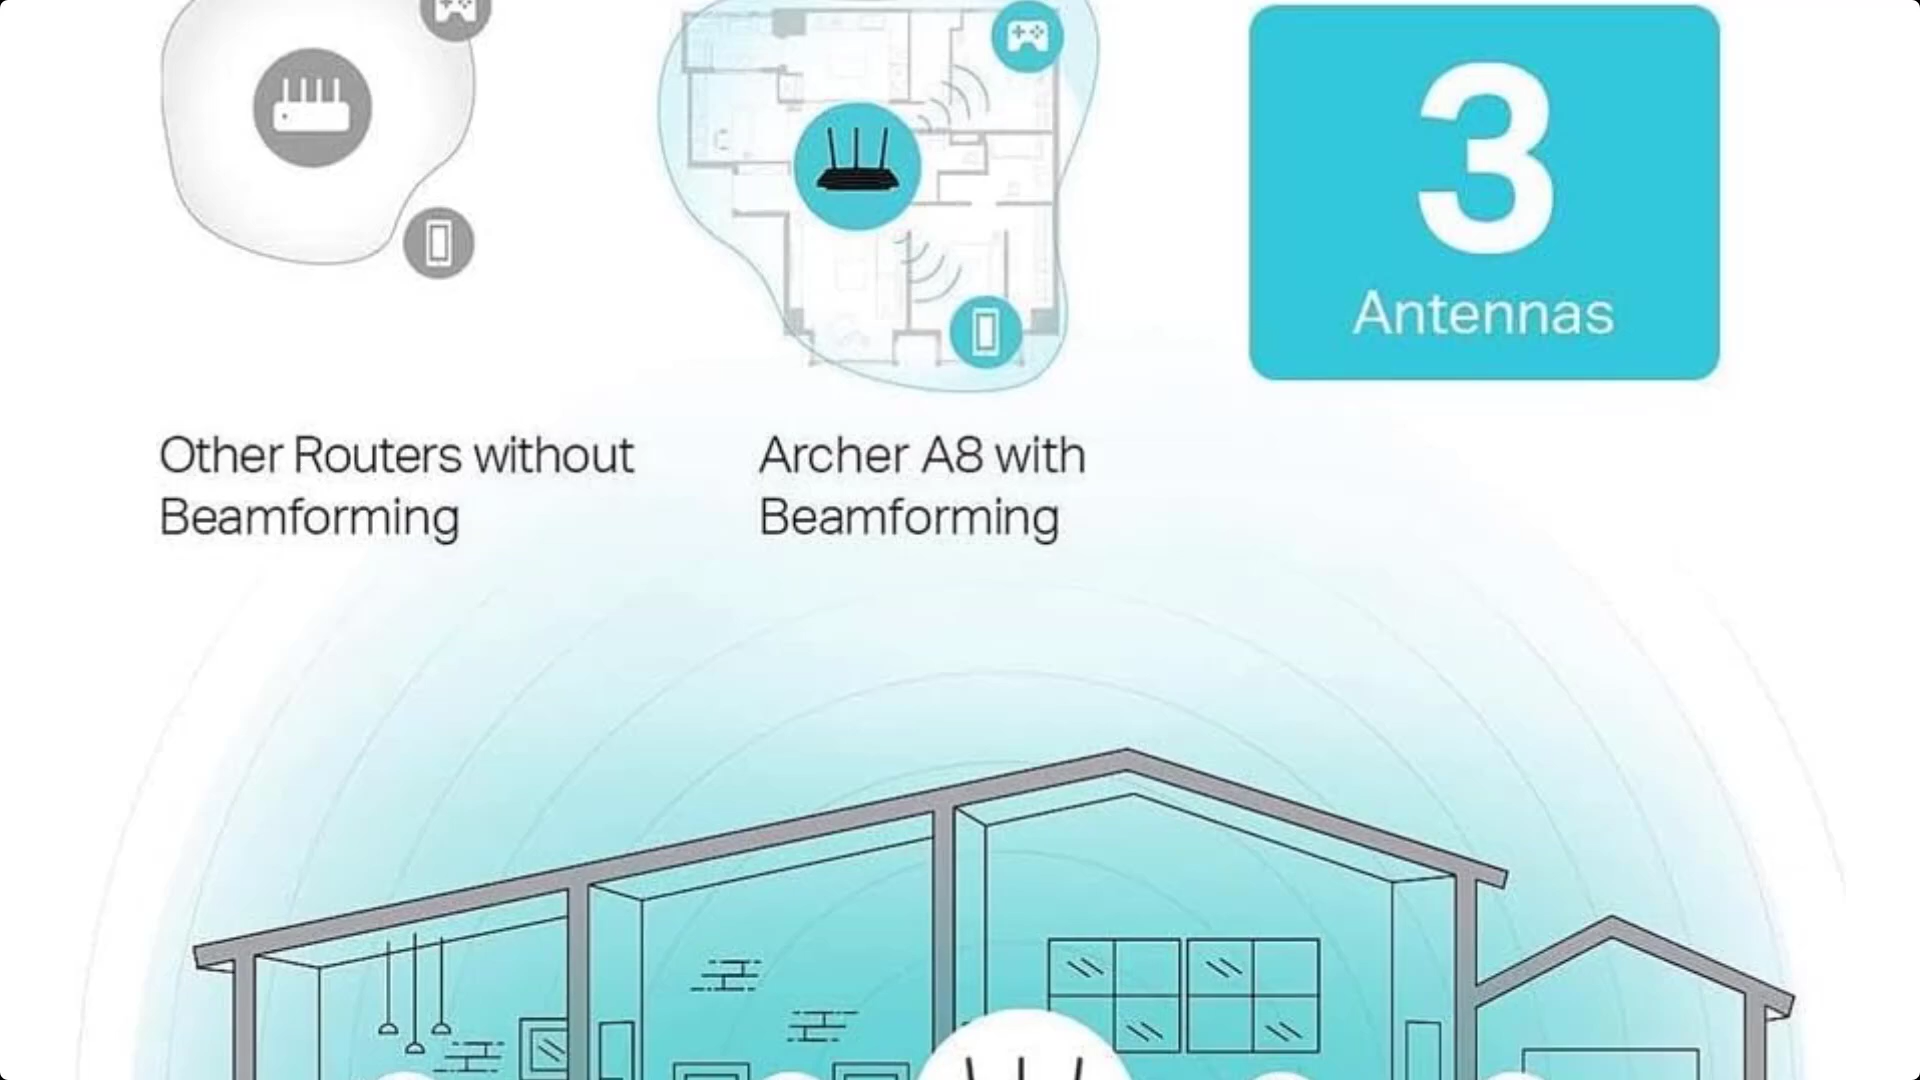 3
Antennas
Other Routers without
Beamforming
Archer A8 with
Beamforming